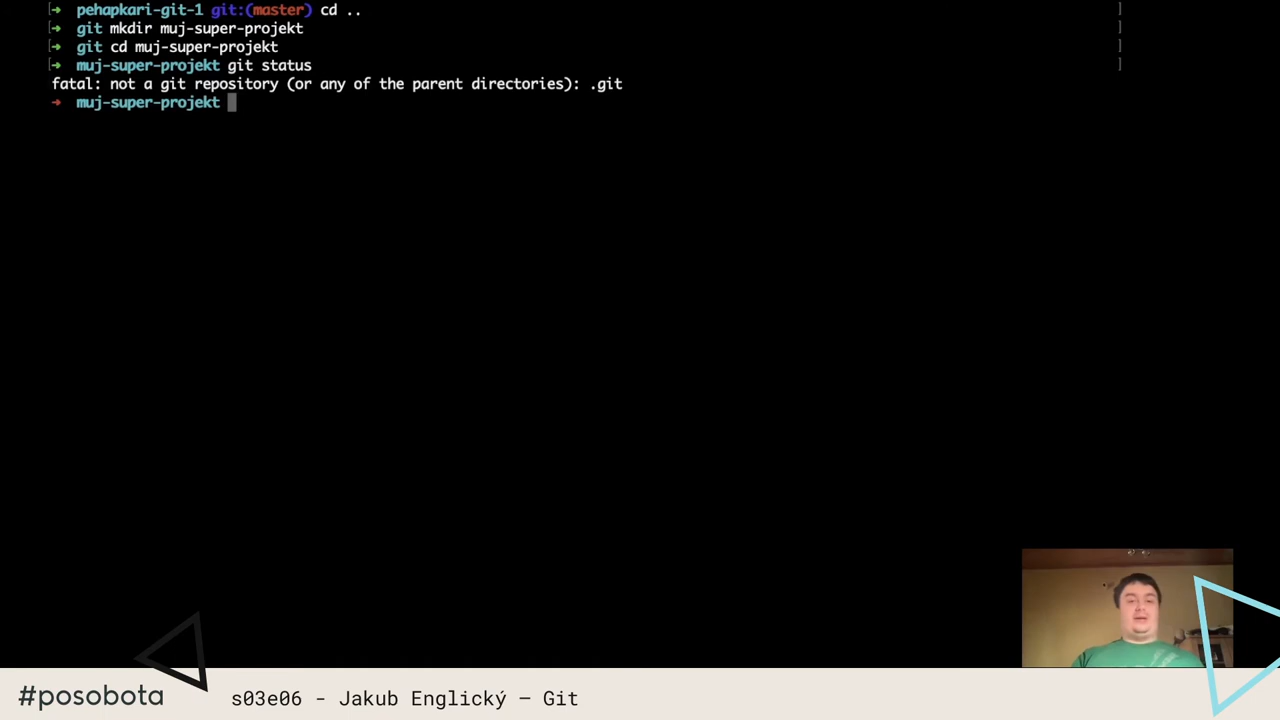 [➜ pehapkari-git-1 git:(master) cd .. ]
[➜ git mkdir muj-super-projekt ]
[➜ git cd muj-super-projekt ]
[➜ muj-super-projekt git status ]
fatal: not a git repository (or any of the parent directories): .git
➜ muj-super-projekt
#posobota
s03e06 - Jakub Englický – Git